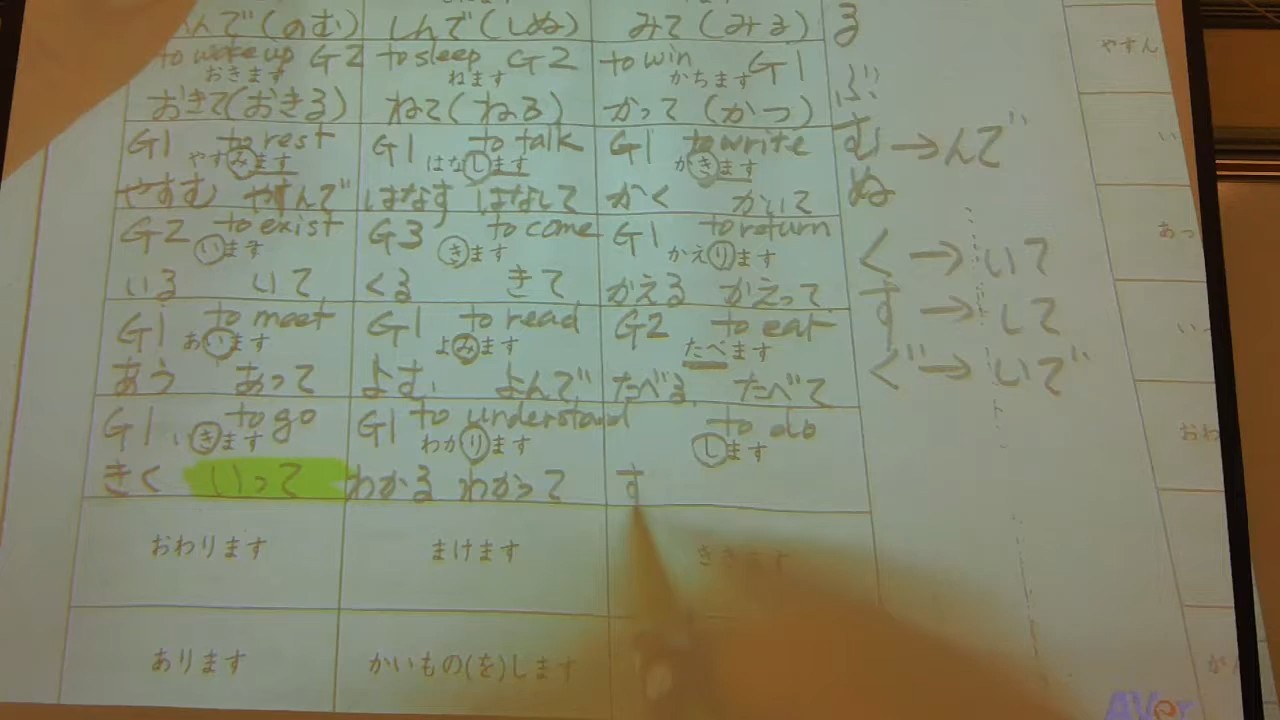 んで(のむ) しんで(しぬ) みて(みる) る
to wake up G2 to sleep G2 to win G1
おきます ねます かちます ぶ
おきて(おきる) ねて(ねる) かって(かつ)
G1 to rest G1 to talk G1 to write む→んで
やすみます はなします かきます
やすむ やすんで はなす はなして かく かいて ぬ
G2 to exist G3 to come G1 to return
います きます かえります く→いて
いる いて くる きて かえる かえって
G1 to meet G1 to read G2 to eat す→して
あいます よみます たべます
あう あって よむ よんで たべる たべて ぐ→いで
G1 to go G1 to understand to do
いきます わかります します
きく いって わかる わかって す
おわります まけます ききます
あります かいもの(を)します
やすん
い
あっ
い
おわ
AVer